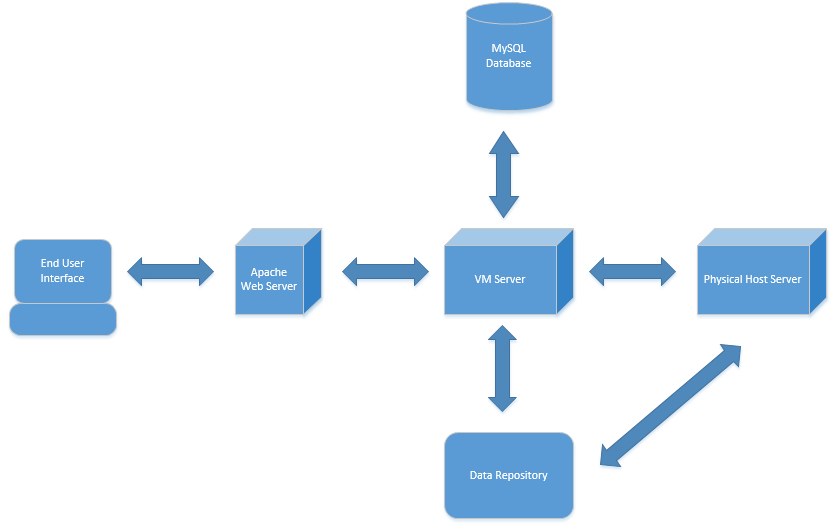 MySQL
Database
End User
Interface
Apache
Web Server
VM Server
Physical Host Server
Data Repository